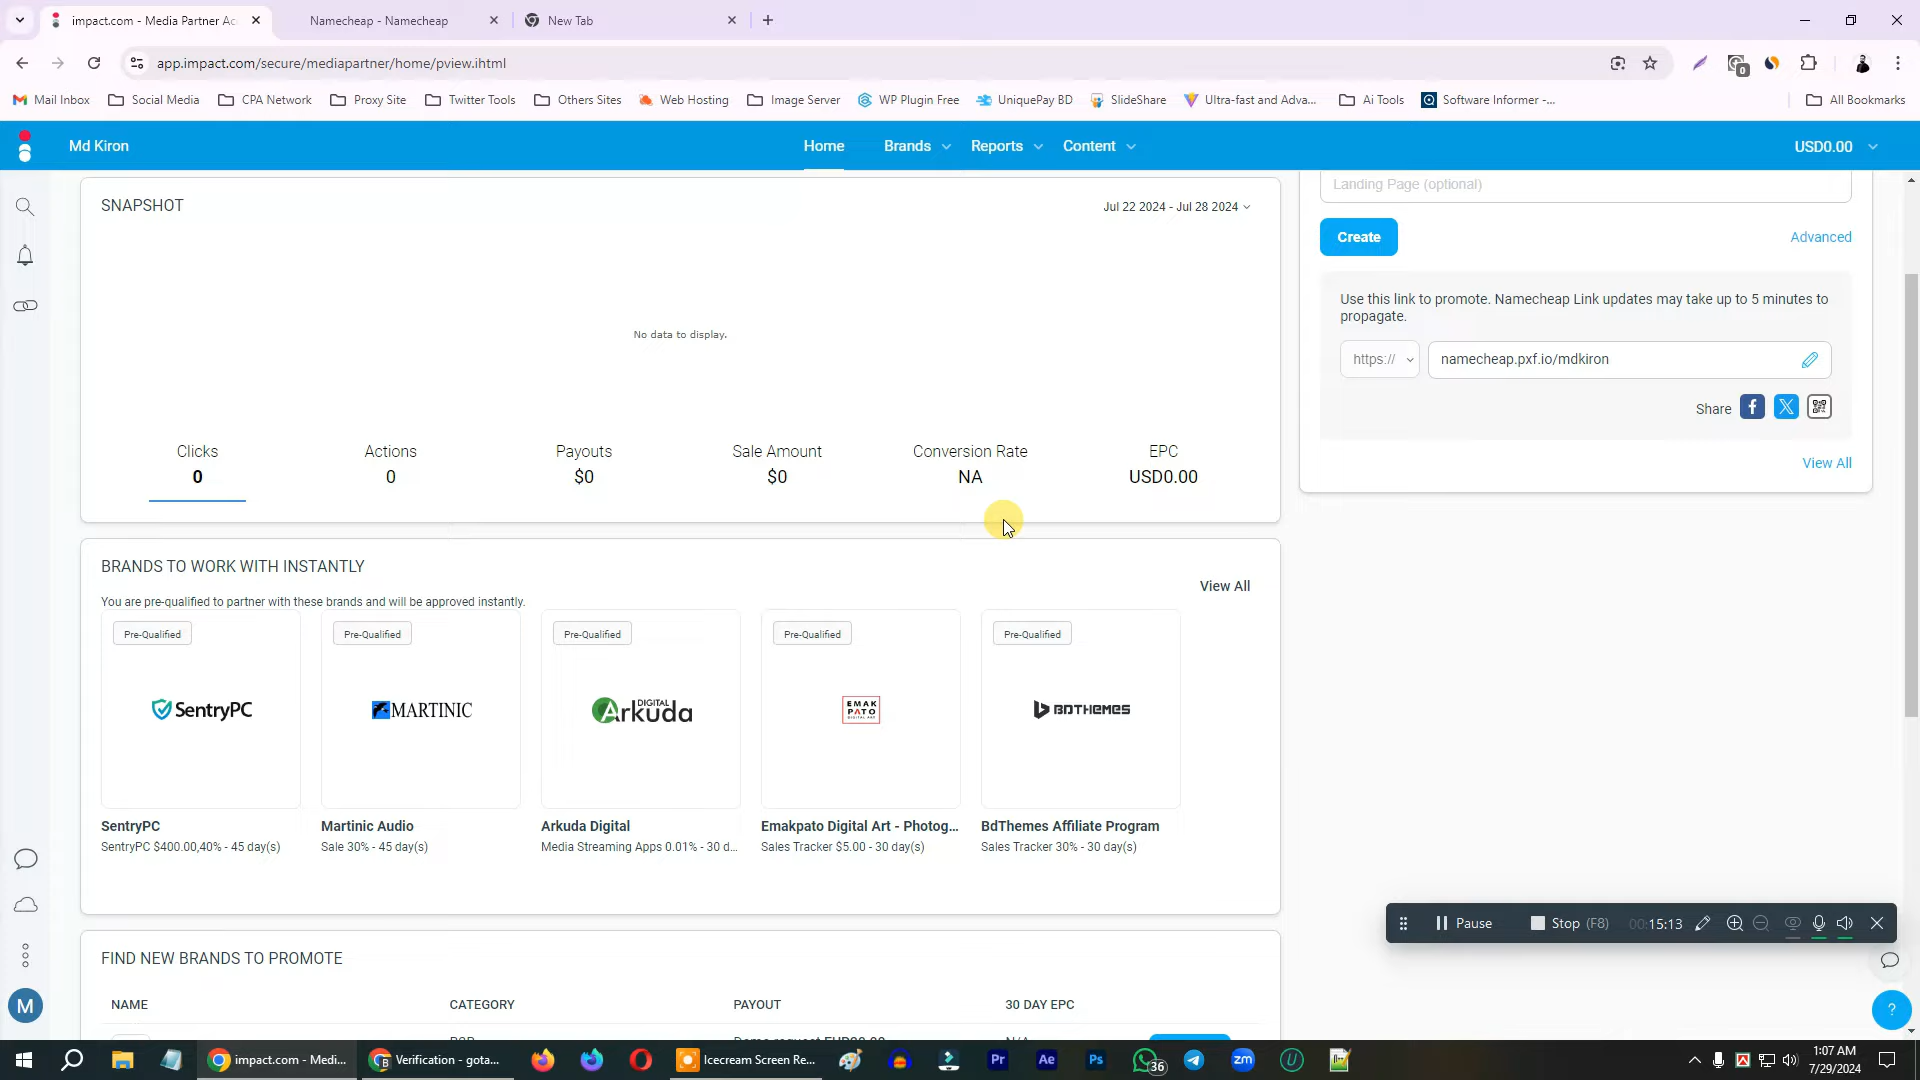 impact.com - Media Partner Ac
Namecheap - Namecheap
New Tab
app.impact.com/secure/mediapartner/home/pview.ihtml
0
Mail Inbox
Social Media
CPA Network
Proxy Site
Twitter Tools
Others Sites
Web Hosting
Image Server
WP Plugin Free
UniquePay BD
SlideShare
Ultra-fast and Adva...
Ai Tools
Software Informer -...
All Bookmarks
Md Kiron
Home
Brands
Reports
Content
USD0.00
SNAPSHOT
Jul 22 2024 - Jul 28 2024
No data to display.
Clicks
0
Actions
0
Payouts
$0
Sale Amount
$0
Conversion Rate
NA
EPC
USD0.00
Landing Page (optional)
Create
Advanced
Use this link to promote. Namecheap Link updates may take up to 5 minutes to
propagate.
https://
namecheap.pxf.io/mdkiron
Share
View All
BRANDS TO WORK WITH INSTANTLY
View All
You are pre-qualified to partner with these brands and will be approved instantly.
Pre-Qualified
SentryPC
SentryPC
SentryPC $400.00,40% - 45 day(s)
Pre-Qualified
MARTINIC
Martinic Audio
Sale 30% - 45 day(s)
Pre-Qualified
DIGITAL
Arkuda
Arkuda Digital
Media Streaming Apps 0.01% - 30 d...
Pre-Qualified
EMAK
PATO
DIGITAL ART
Emakpato Digital Art - Photog...
Sales Tracker $5.00 - 30 day(s)
Pre-Qualified
BDTHEMES
BdThemes Affiliate Program
Sales Tracker 30% - 30 day(s)
FIND NEW BRANDS TO PROMOTE
NAME
CATEGORY
PAYOUT
30 DAY EPC
Pause
Stop (F8)
00:15:13
M
?
impact.com - Medi...
Verification - gota...
Icecream Screen Re...
Pr
Ae
Ps
36
zm
1:07 AM
7/29/2024